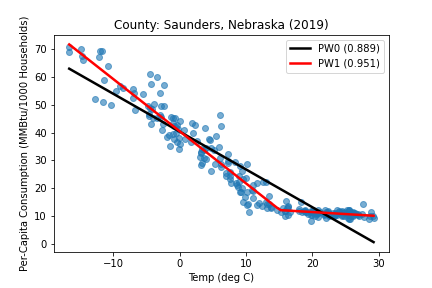 County: Saunders, Nebraska (2019)
Per-Capita Consumption (MMBtu/1000 Households)
70
60
50
40
30
20
10
0
PW0 (0.889)
PW1 (0.951)
−10
0
10
20
30
Temp (deg C)